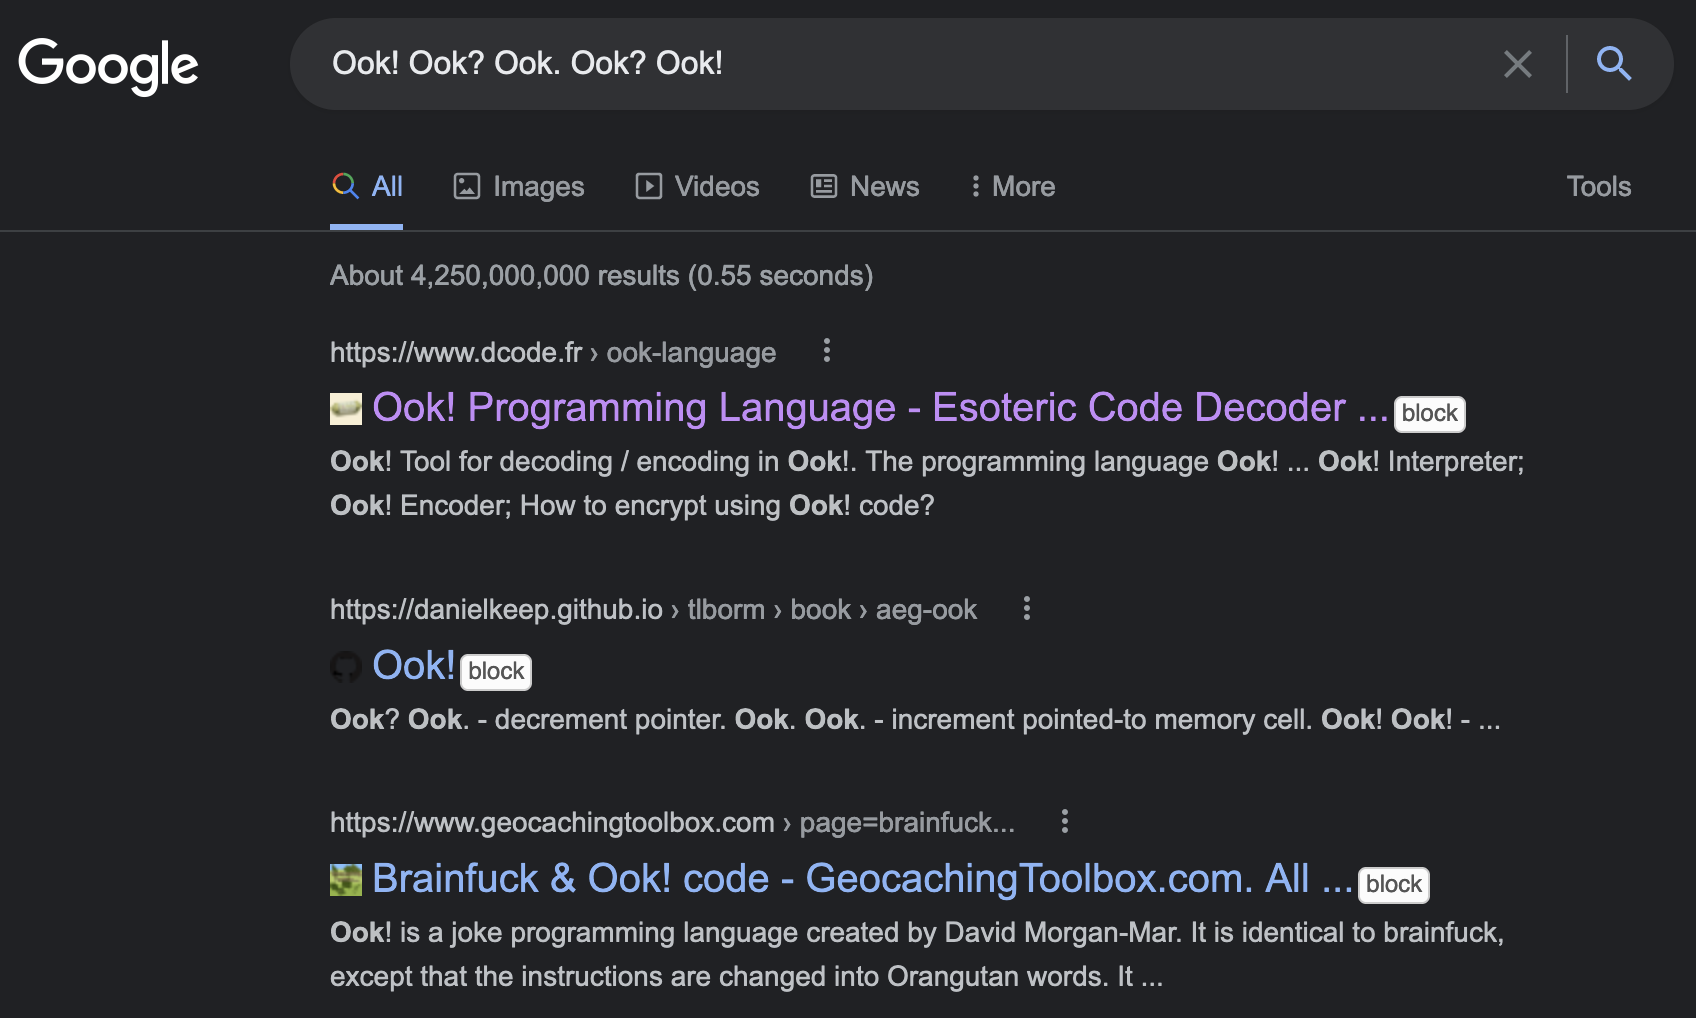 Google
Ook! Ook? Ook. Ook? Ook!
All Images Videos News More Tools
About 4,250,000,000 results (0.55 seconds)
https://www.dcode.fr › ook-language
Ook! Programming Language - Esoteric Code Decoder ... block
Ook! Tool for decoding / encoding in Ook!. The programming language Ook! ... Ook! Interpreter;
Ook! Encoder; How to encrypt using Ook! code?
https://danielkeep.github.io › tlborm › book › aeg-ook
Ook! block
Ook? Ook. - decrement pointer. Ook. Ook. - increment pointed-to memory cell. Ook! Ook! - ...
https://www.geocachingtoolbox.com › page=brainfuck...
Brainfuck & Ook! code - GeocachingToolbox.com. All ... block
Ook! is a joke programming language created by David Morgan-Mar. It is identical to brainfuck,
except that the instructions are changed into Orangutan words. It ...